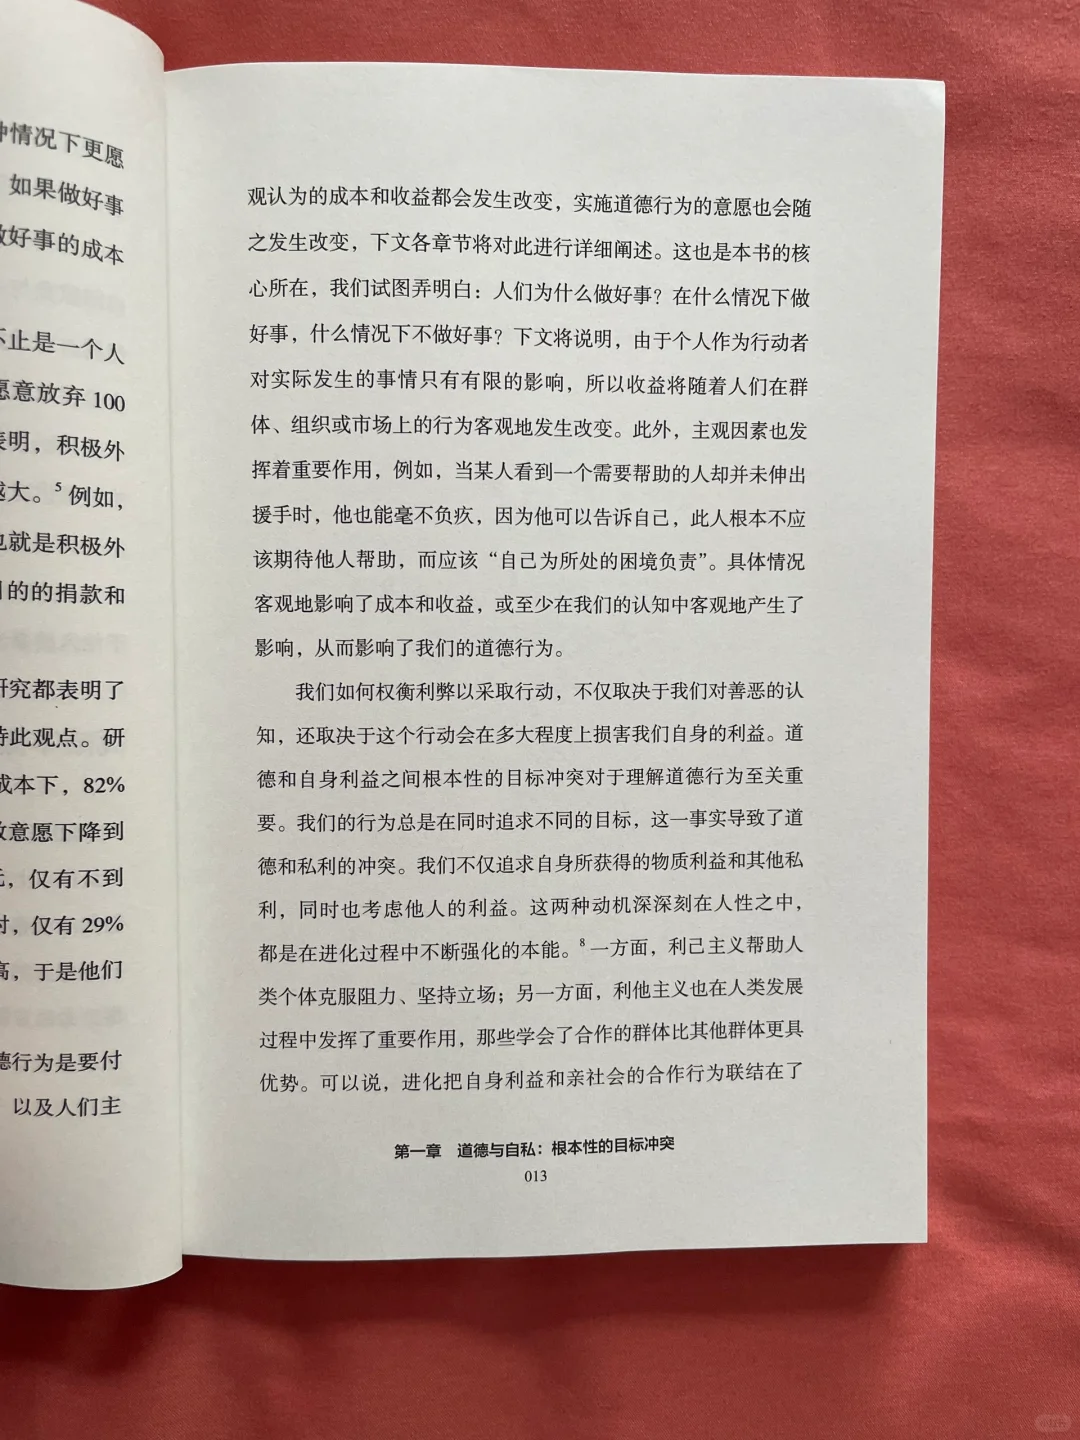 种情况下更愿
如果做好事
做好事的成本
不止是一个人
愿意放弃 100
表明，积极外
越大。⁵ 例如，
也就是积极外
目的的捐款和
研究都表明了
持此观点。研
成本下，82%
意愿下降到
元，仅有不到
时，仅有 29%
高，于是他们
德行为是要付
以及人们主
观认为的成本和收益都会发生改变，实施道德行为的意愿也会随
之发生改变，下文各章节将对此进行详细阐述。这也是本书的核
心所在，我们试图弄明白：人们为什么做好事？在什么情况下做
好事，什么情况下不做好事？下文将说明，由于个人作为行动者
对实际发生的事情只有有限的影响，所以收益将随着人们在群
体、组织或市场上的行为客观地发生改变。此外，主观因素也发
挥着重要作用，例如，当某人看到一个需要帮助的人却并未伸出
援手时，他也能毫不负疚，因为他可以告诉自己，此人根本不应
该期待他人帮助，而应该“自己为所处的困境负责”。具体情况
客观地影响了成本和收益，或至少在我们的认知中客观地产生了
影响，从而影响了我们的道德行为。
我们如何权衡利弊以采取行动，不仅取决于我们对善恶的认
知，还取决于这个行动会在多大程度上损害我们自身的利益。道
德和自身利益之间根本性的目标冲突对于理解道德行为至关重
要。我们的行为总是在同时追求不同的目标，这一事实导致了道
德和私利的冲突。我们不仅追求自身所获得的物质利益和其他私
利，同时也考虑他人的利益。这两种动机深深刻在人性之中，
都是在进化过程中不断强化的本能。⁸ 一方面，利己主义帮助人
类个体克服阻力、坚持立场；另一方面，利他主义也在人类发展
过程中发挥了重要作用，那些学会了合作的群体比其他群体更具
优势。可以说，进化把自身利益和亲社会的合作行为联结在了
第一章 道德与自私：根本性的目标冲突
013